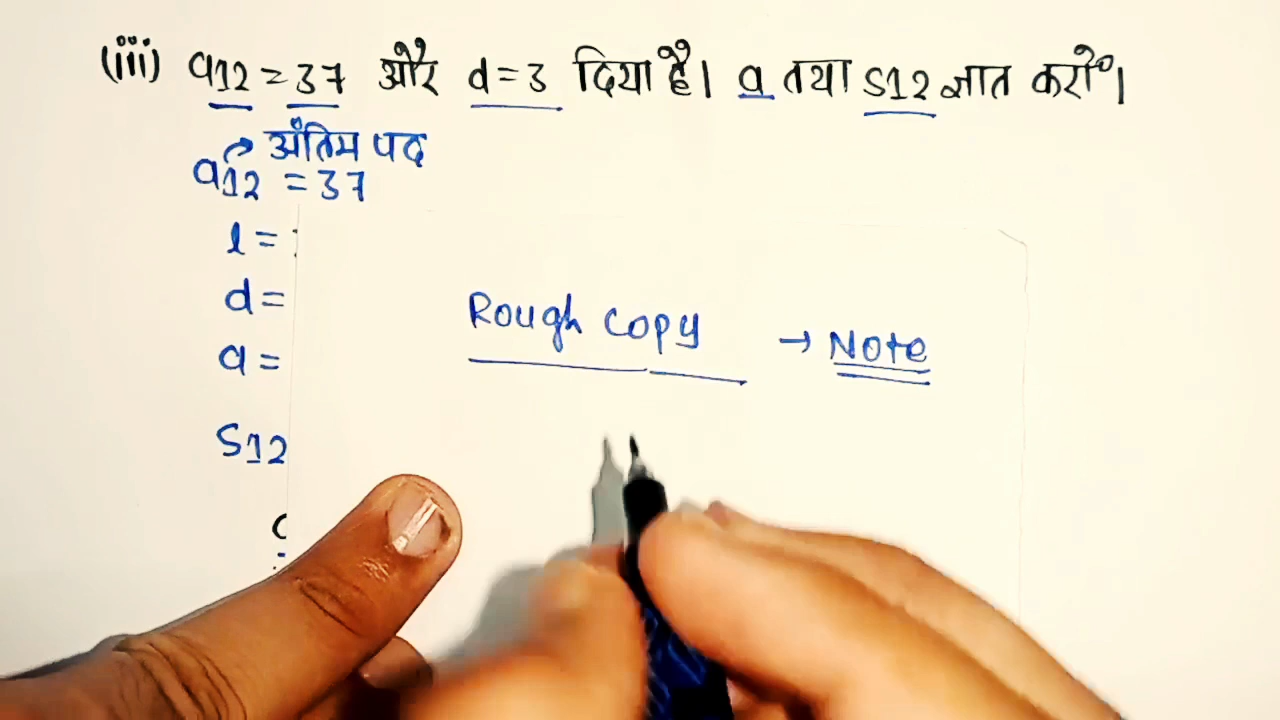 (iii) a12 = 37 और d = 3 दिया है। a तथा S12 ज्ञात करो।
→ अंतिम पद
a12 = 37
l =
d =
a =
S12
Rough Copy → Note